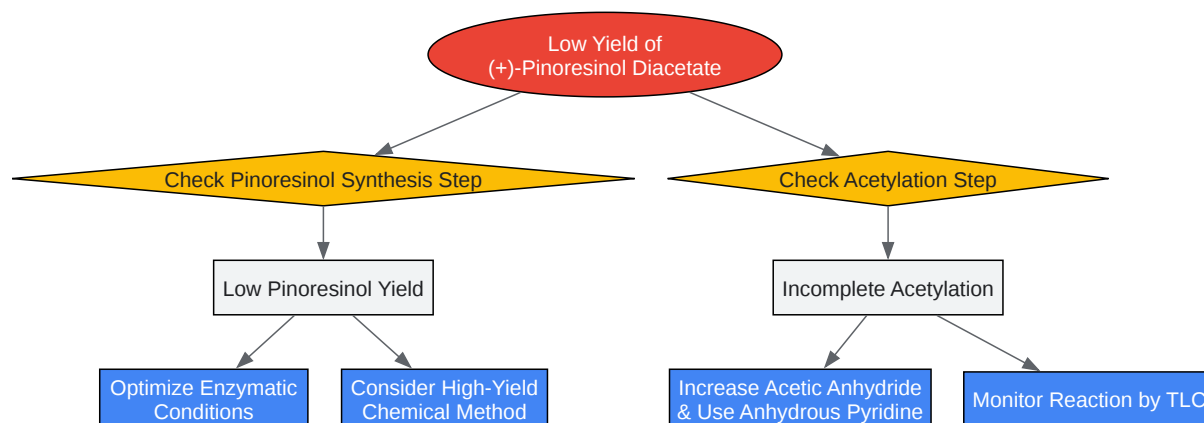 Low Yield of
(+)-Pinoresinol Diacetate
Check Pinoresinol Synthesis Step
Check Acetylation Step
Low Pinoresinol Yield
Incomplete Acetylation
Optimize Enzymatic
Conditions
Consider High-Yield
Chemical Method
Increase Acetic Anhydride
& Use Anhydrous Pyridine
Monitor Reaction by TLC